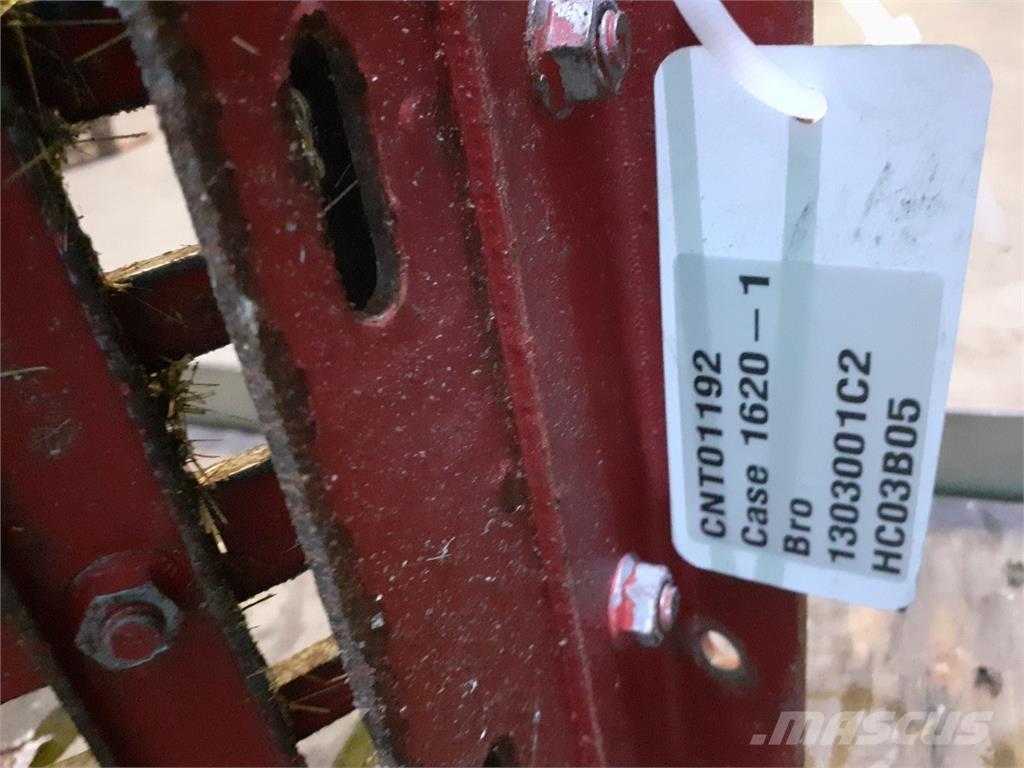 CNT01192
Case 1620 – 1
Bro
1303001C2
HC03B05
MASCUS